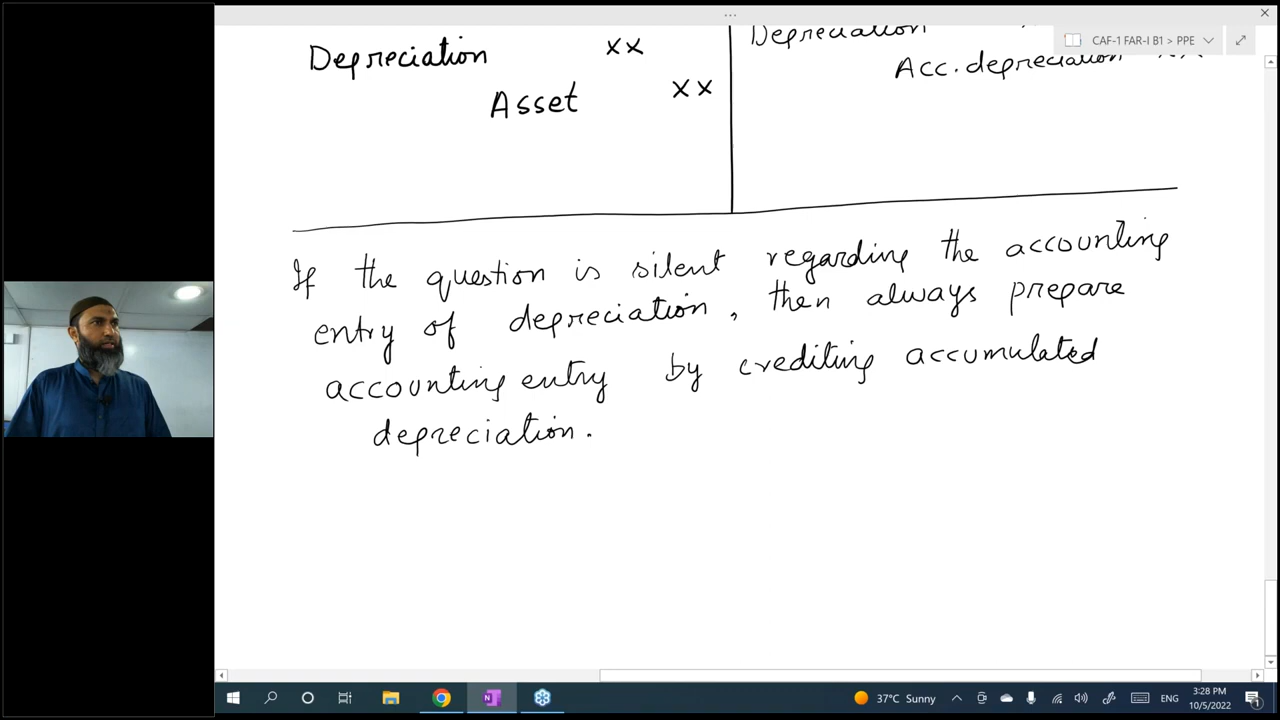 CAF-1 FAR-I B1 > PPE
Depreciation xx
Asset xx
Depreciation
Acc. depreciation xx
If the question is silent regarding the accounting
entry of depreciation, then always prepare
accounting entry by crediting accumulated
depreciation.
37°C Sunny
ENG
3:28 PM
10/5/2022